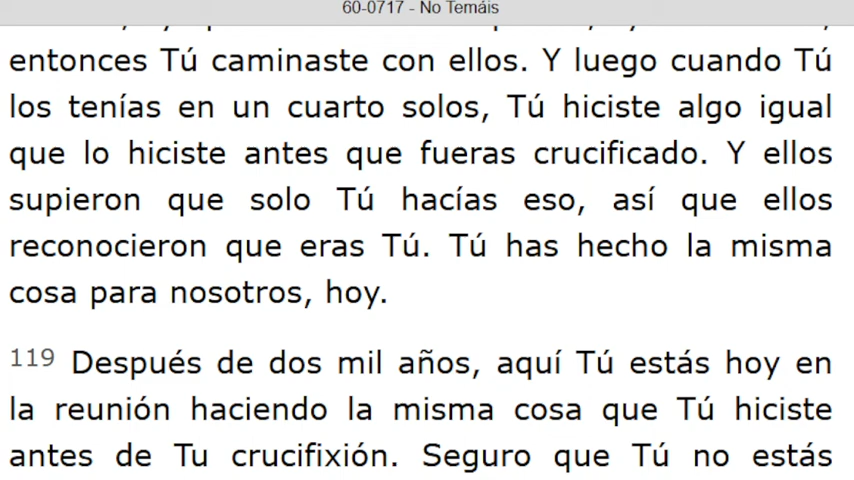 60-0717 - No Temáis
entonces Tú caminaste con ellos. Y luego cuando Tú
los tenías en un cuarto solos, Tú hiciste algo igual
que lo hiciste antes que fueras crucificado. Y ellos
supieron que solo Tú hacías eso, así que ellos
reconocieron que eras Tú. Tú has hecho la misma
cosa para nosotros, hoy.
119 Después de dos mil años, aquí Tú estás hoy en
la reunión haciendo la misma cosa que Tú hiciste
antes de Tu crucifixión. Seguro que Tú no estás